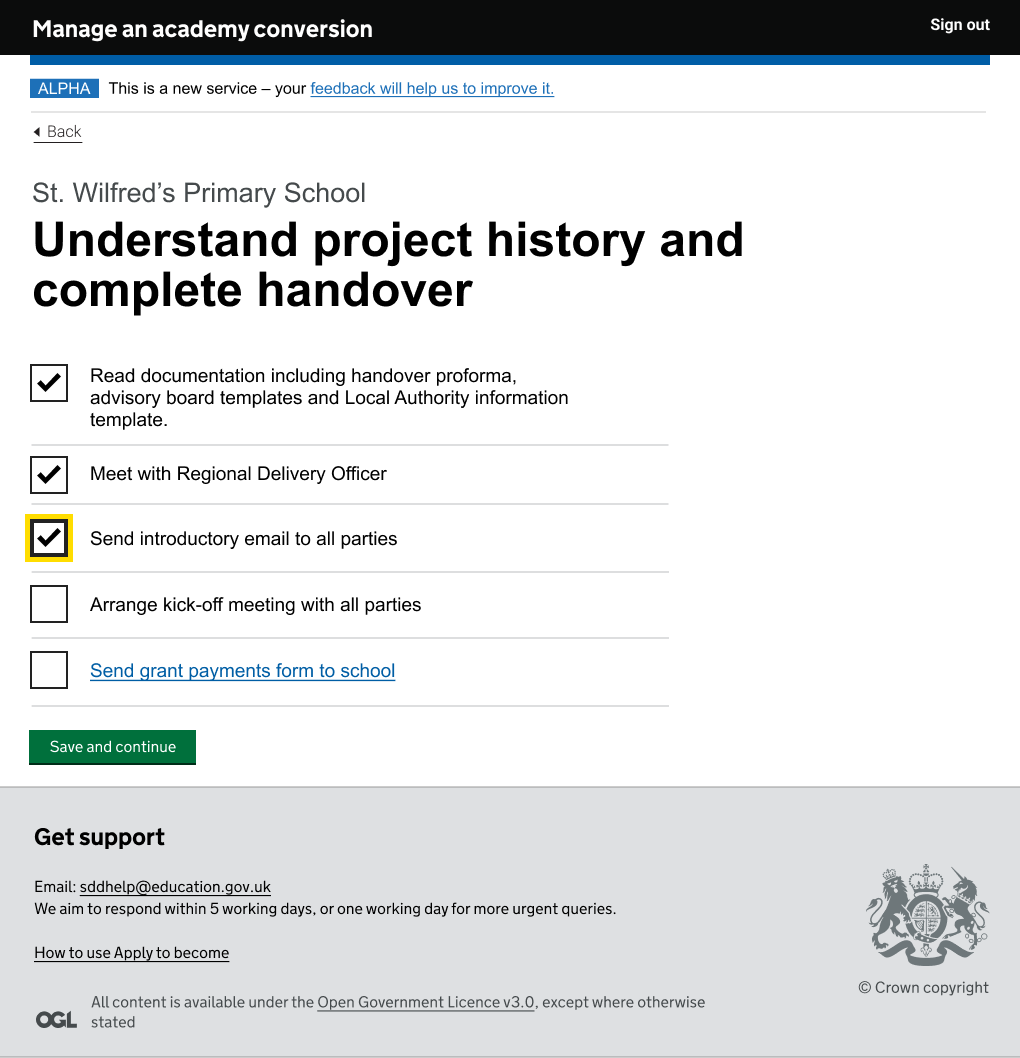 Manage an academy conversion
Sign out
ALPHA This is a new service – your feedback will help us to improve it.
Back
St. Wilfred’s Primary School
Understand project history and
complete handover
Read documentation including handover proforma,
advisory board templates and Local Authority information
template.
Meet with Regional Delivery Officer
Send introductory email to all parties
Arrange kick-off meeting with all parties
Send grant payments form to school
Save and continue
Get support
Email: sddhelp@education.gov.uk
We aim to respond within 5 working days, or one working day for more urgent queries.
How to use Apply to become
© Crown copyright
OGL
All content is available under the Open Government Licence v3.0, except where otherwise
stated